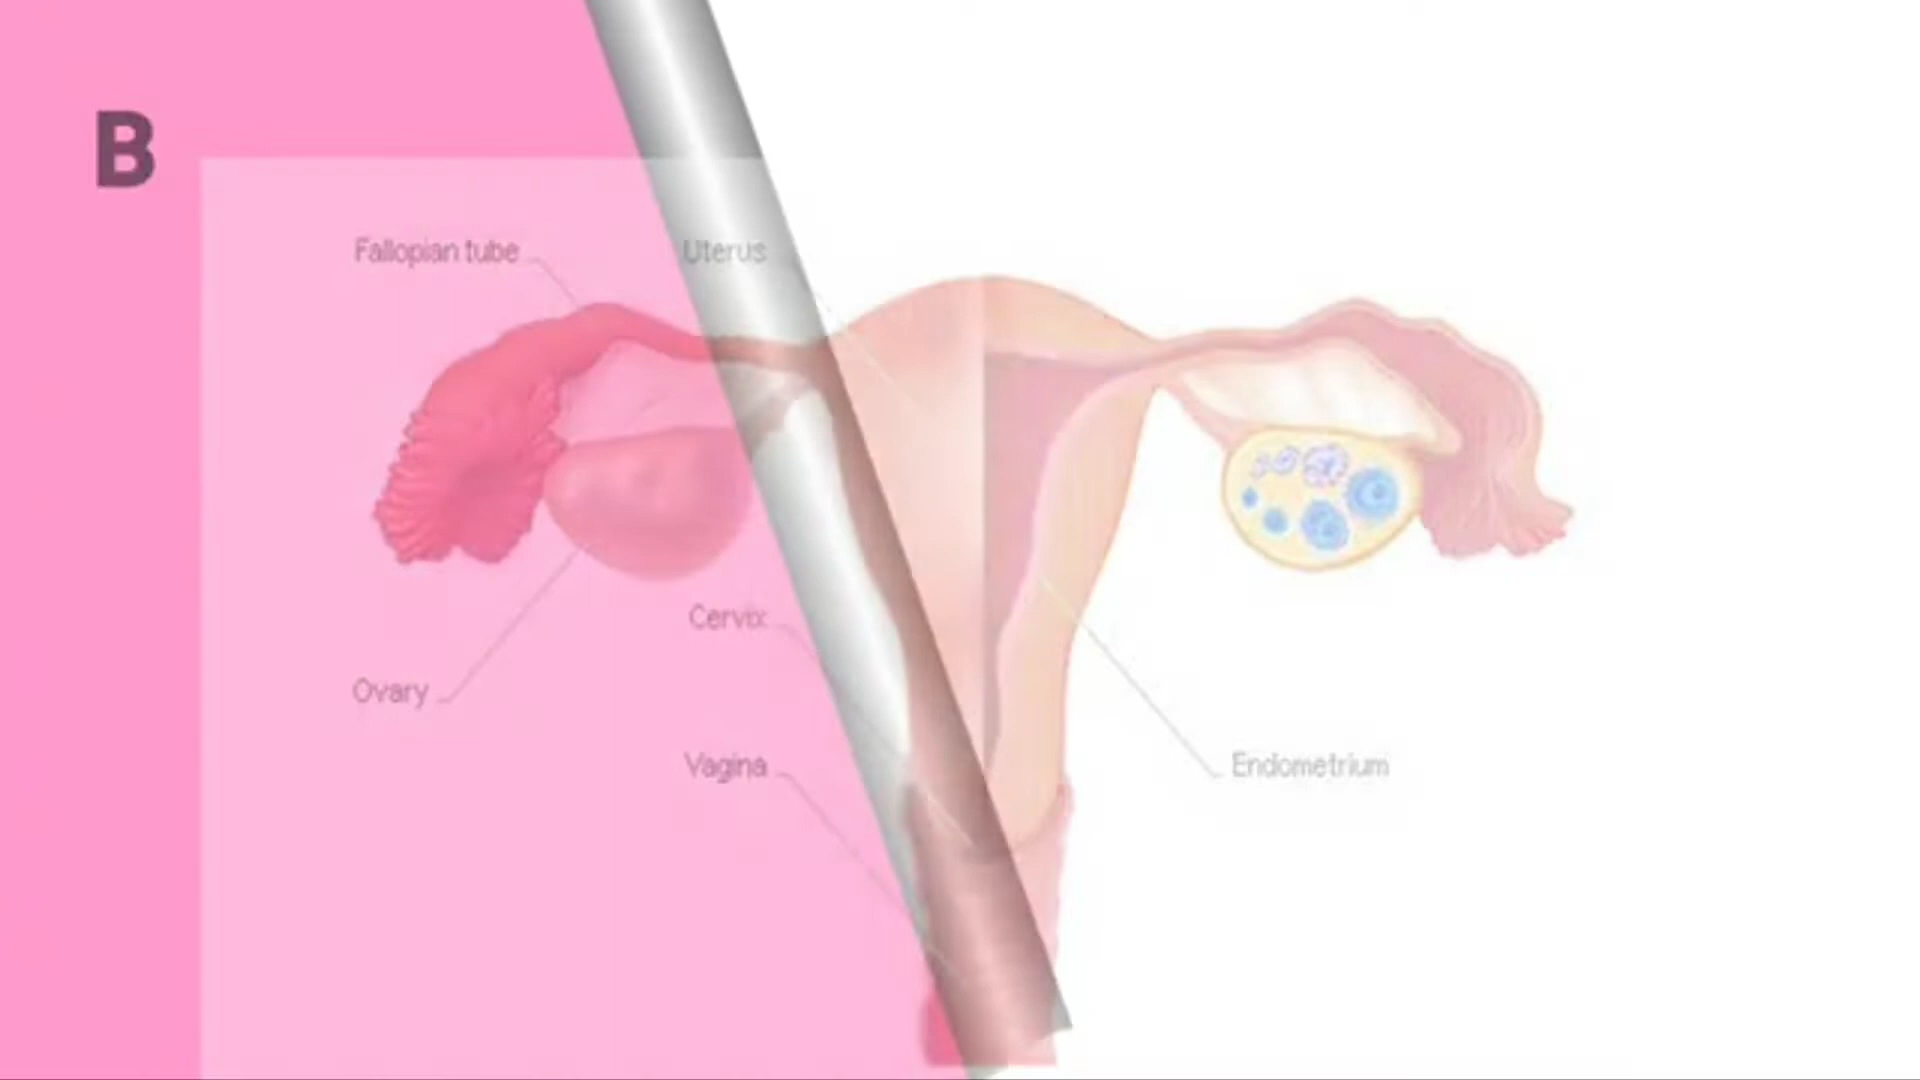 B
Fallopian tube
Uterus
Cervix
Ovary
Vagina
Endometrium